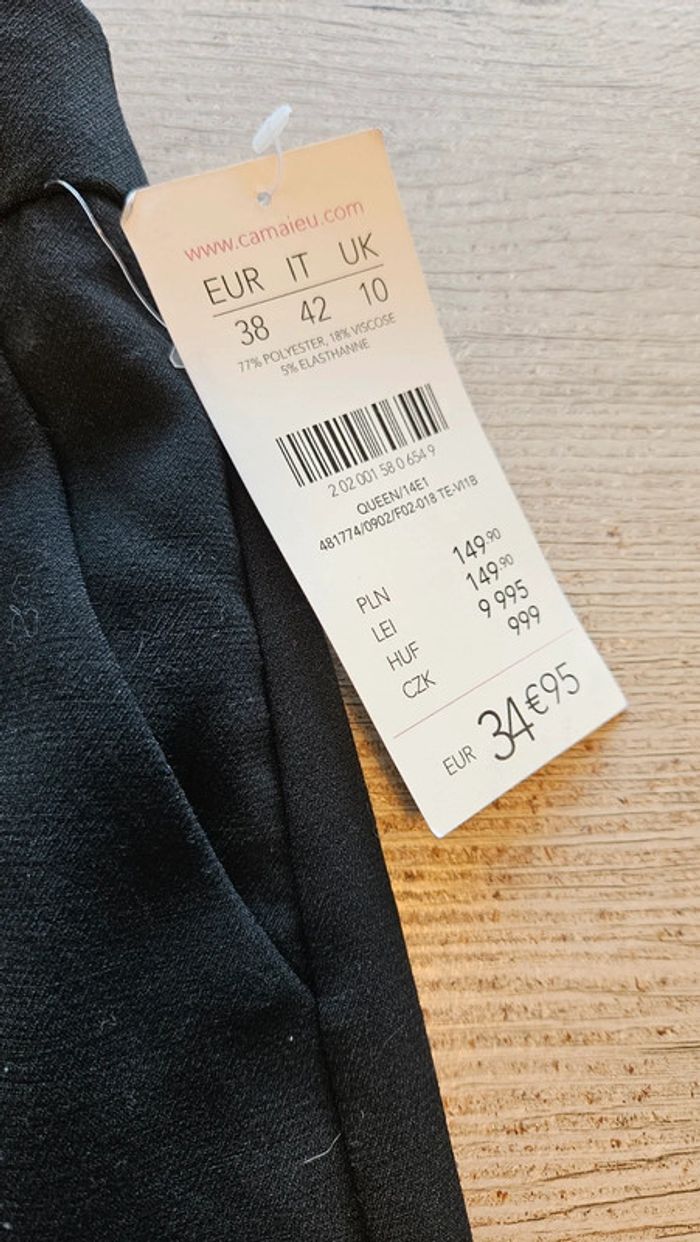 www.camaieu.com
EUR IT UK
38 42 10
77% POLYESTER, 18% VISCOSE
5% ELASTHANNE
2 02 001 58 0 654 9
QUEEN/14E1
481774/0902/F02-018 TE-VI1B
PLN 149.90
LEI 149.90
HUF 9 995
CZK 999
EUR 34€95